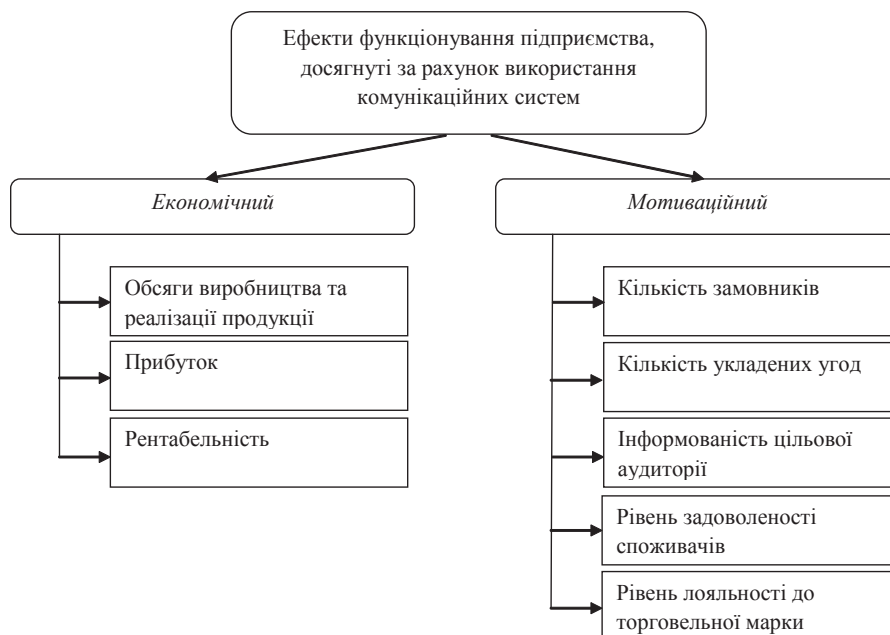 Ефекти функціонування підприємства,
досягнуті за рахунок використання
комунікаційних систем
Економічний
Обсяги виробництва та
реалізації продукції
Прибуток
Рентабельність
Мотиваційний
Кількість замовників
Кількість укладених угод
Інформованість цільової
аудиторії
Рівень задоволеності
споживачів
Рівень лояльності до
торговельної марки